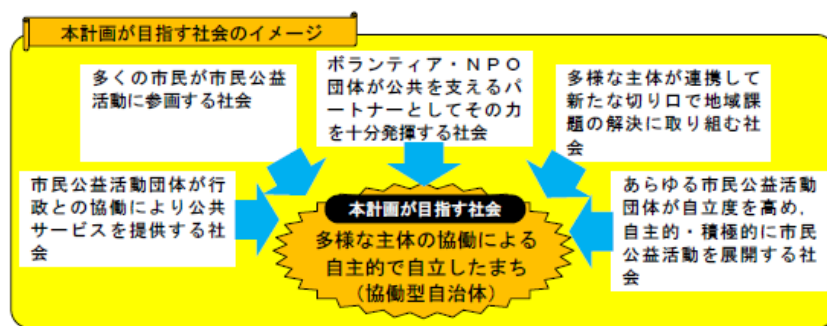 本計画が目指す社会のイメージ
多くの市民が市民公益
活動に参画する社会
ボランティア・NPO
団体が公共を支えるパ
ートナーとしてその力
を十分発揮する社会
多様な主体が連携して
新たな切り口で地域課
題の解決に取り組む社
会
市民公益活動団体が行
政との協働により公共
サービスを提供する社
会
あらゆる市民公益活動
団体が自立度を高め,
自主的・積極的に市民
公益活動を展開する社
会
本計画が目指す社会
多様な主体の協働による
自主的で自立したまち
(協働型自治体)